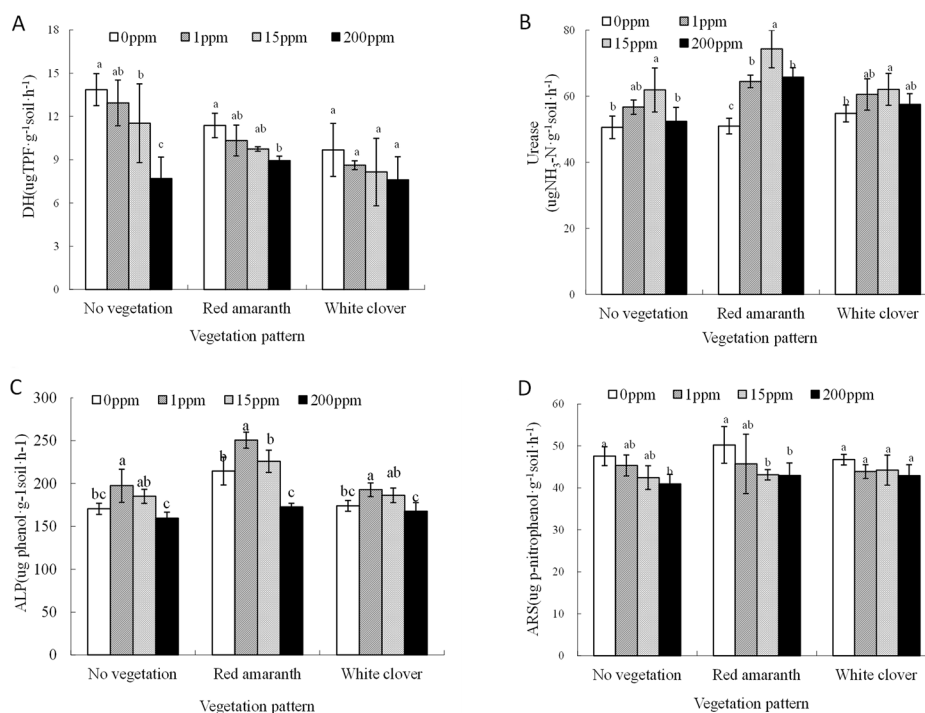 A
18
15
12
9
6
3
0
DH(ugTPF·g⁻¹soil·h⁻¹)
0ppm 1ppm 15ppm 200ppm
a ab b c
a ab ab b
a a a a
No vegetation Red amaranth White clover
Vegetation pattern
B
80
60
40
20
0
Urease
(ugNH₃-N·g⁻¹soil·h⁻¹)
0ppm 1ppm
15ppm 200ppm
b ab a b
c b a b
b ab a ab
No vegetation Red amaranth White clover
Vegetation pattern
C
300
250
200
150
100
50
0
ALP(ug phenol·g-1soil·h-1)
0ppm 1ppm 15ppm 200ppm
bc a ab c
b a b c
bc a ab c
No vegetation Red amaranth White clover
Vegetation pattern
D
60
50
40
30
20
10
0
ARS(ug p-nitrophenol·g⁻¹soil·h⁻¹)
0ppm 1ppm 15ppm 200ppm
a ab ab b
a ab b b
a a a a
No vegetation Red amaranth White clover
Vegetation pattern